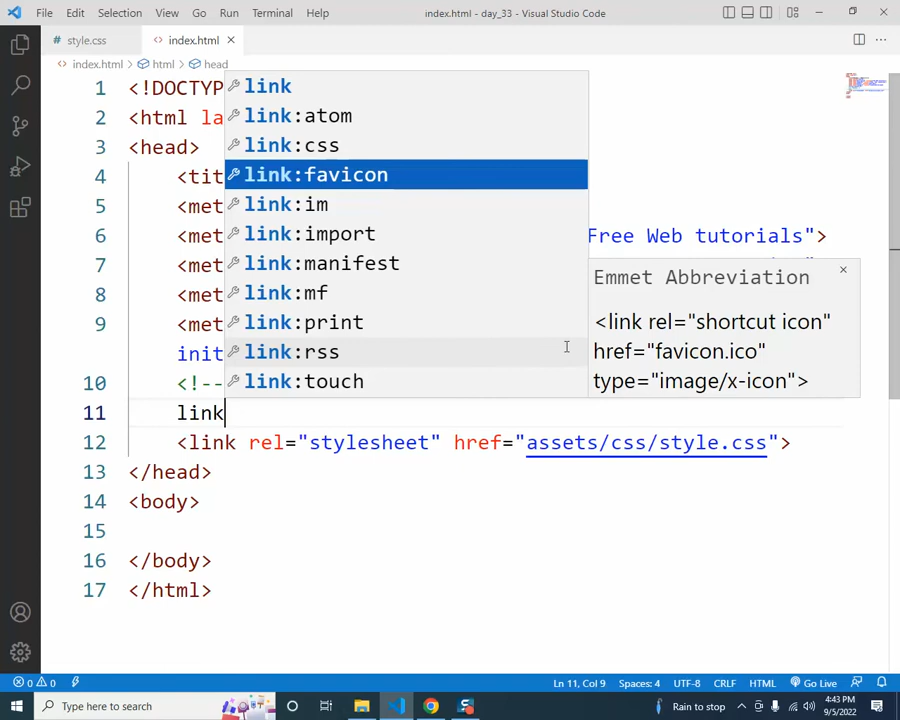 File Edit Selection View Go Run Terminal Help index.html - day_33 - Visual Studio Code
style.css index.html
index.html > html > head
1 <!DOCTYP
2 <html la
3 <head>
4 <tit
5 <met
6 <met Free Web tutorials">
7 <met
8 <met
9 <met
init
10 <!--
11 link
12 <link rel="stylesheet" href="assets/css/style.css">
13 </head>
14 <body>
15
16 </body>
17 </html>
link
link:atom
link:css
link:favicon
link:im
link:import
link:manifest
link:mf
link:print
link:rss
link:touch
Emmet Abbreviation
<link rel="shortcut icon"
href="favicon.ico"
type="image/x-icon">
0 0 Ln 11, Col 9 Spaces: 4 UTF-8 CRLF HTML Go Live
Type here to search Rain to stop 4:43 PM
9/5/2022